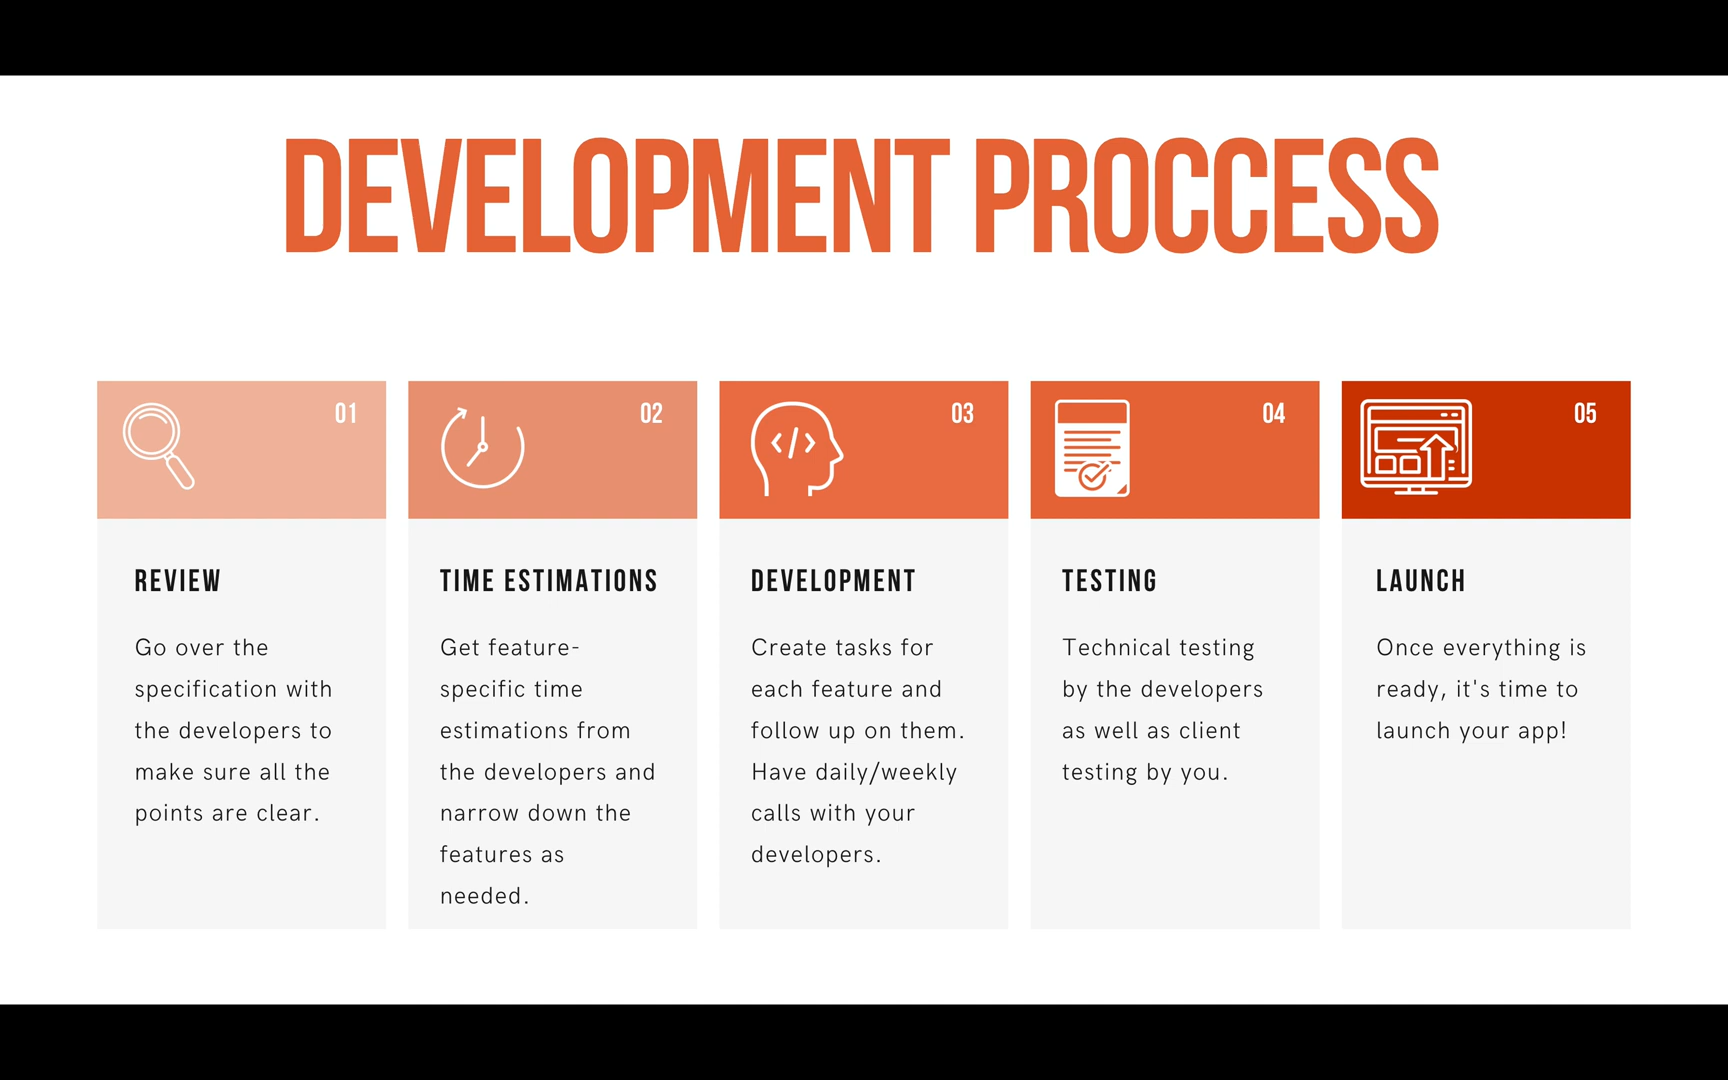 DEVELOPMENT PROCCESS
01
REVIEW
Go over the
specification with
the developers to
make sure all the
points are clear.
02
TIME ESTIMATIONS
Get feature-
specific time
estimations from
the developers and
narrow down the
features as
needed.
03
</>
DEVELOPMENT
Create tasks for
each feature and
follow up on them.
Have daily/weekly
calls with your
developers.
04
TESTING
Technical testing
by the developers
as well as client
testing by you.
05
LAUNCH
Once everything is
ready, it's time to
launch your app!